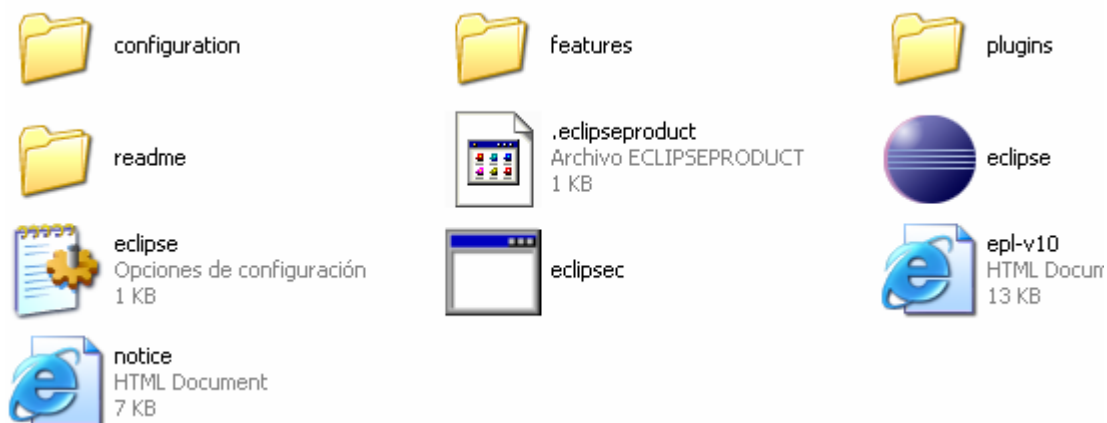 configuration
features
plugins
readme
.eclipseproduct
Archivo ECLIPSEPRODUCT
1 KB
eclipse
eclipse
Opciones de configuración
1 KB
eclipsec
epl-v10
HTML Docum
13 KB
notice
HTML Document
7 KB